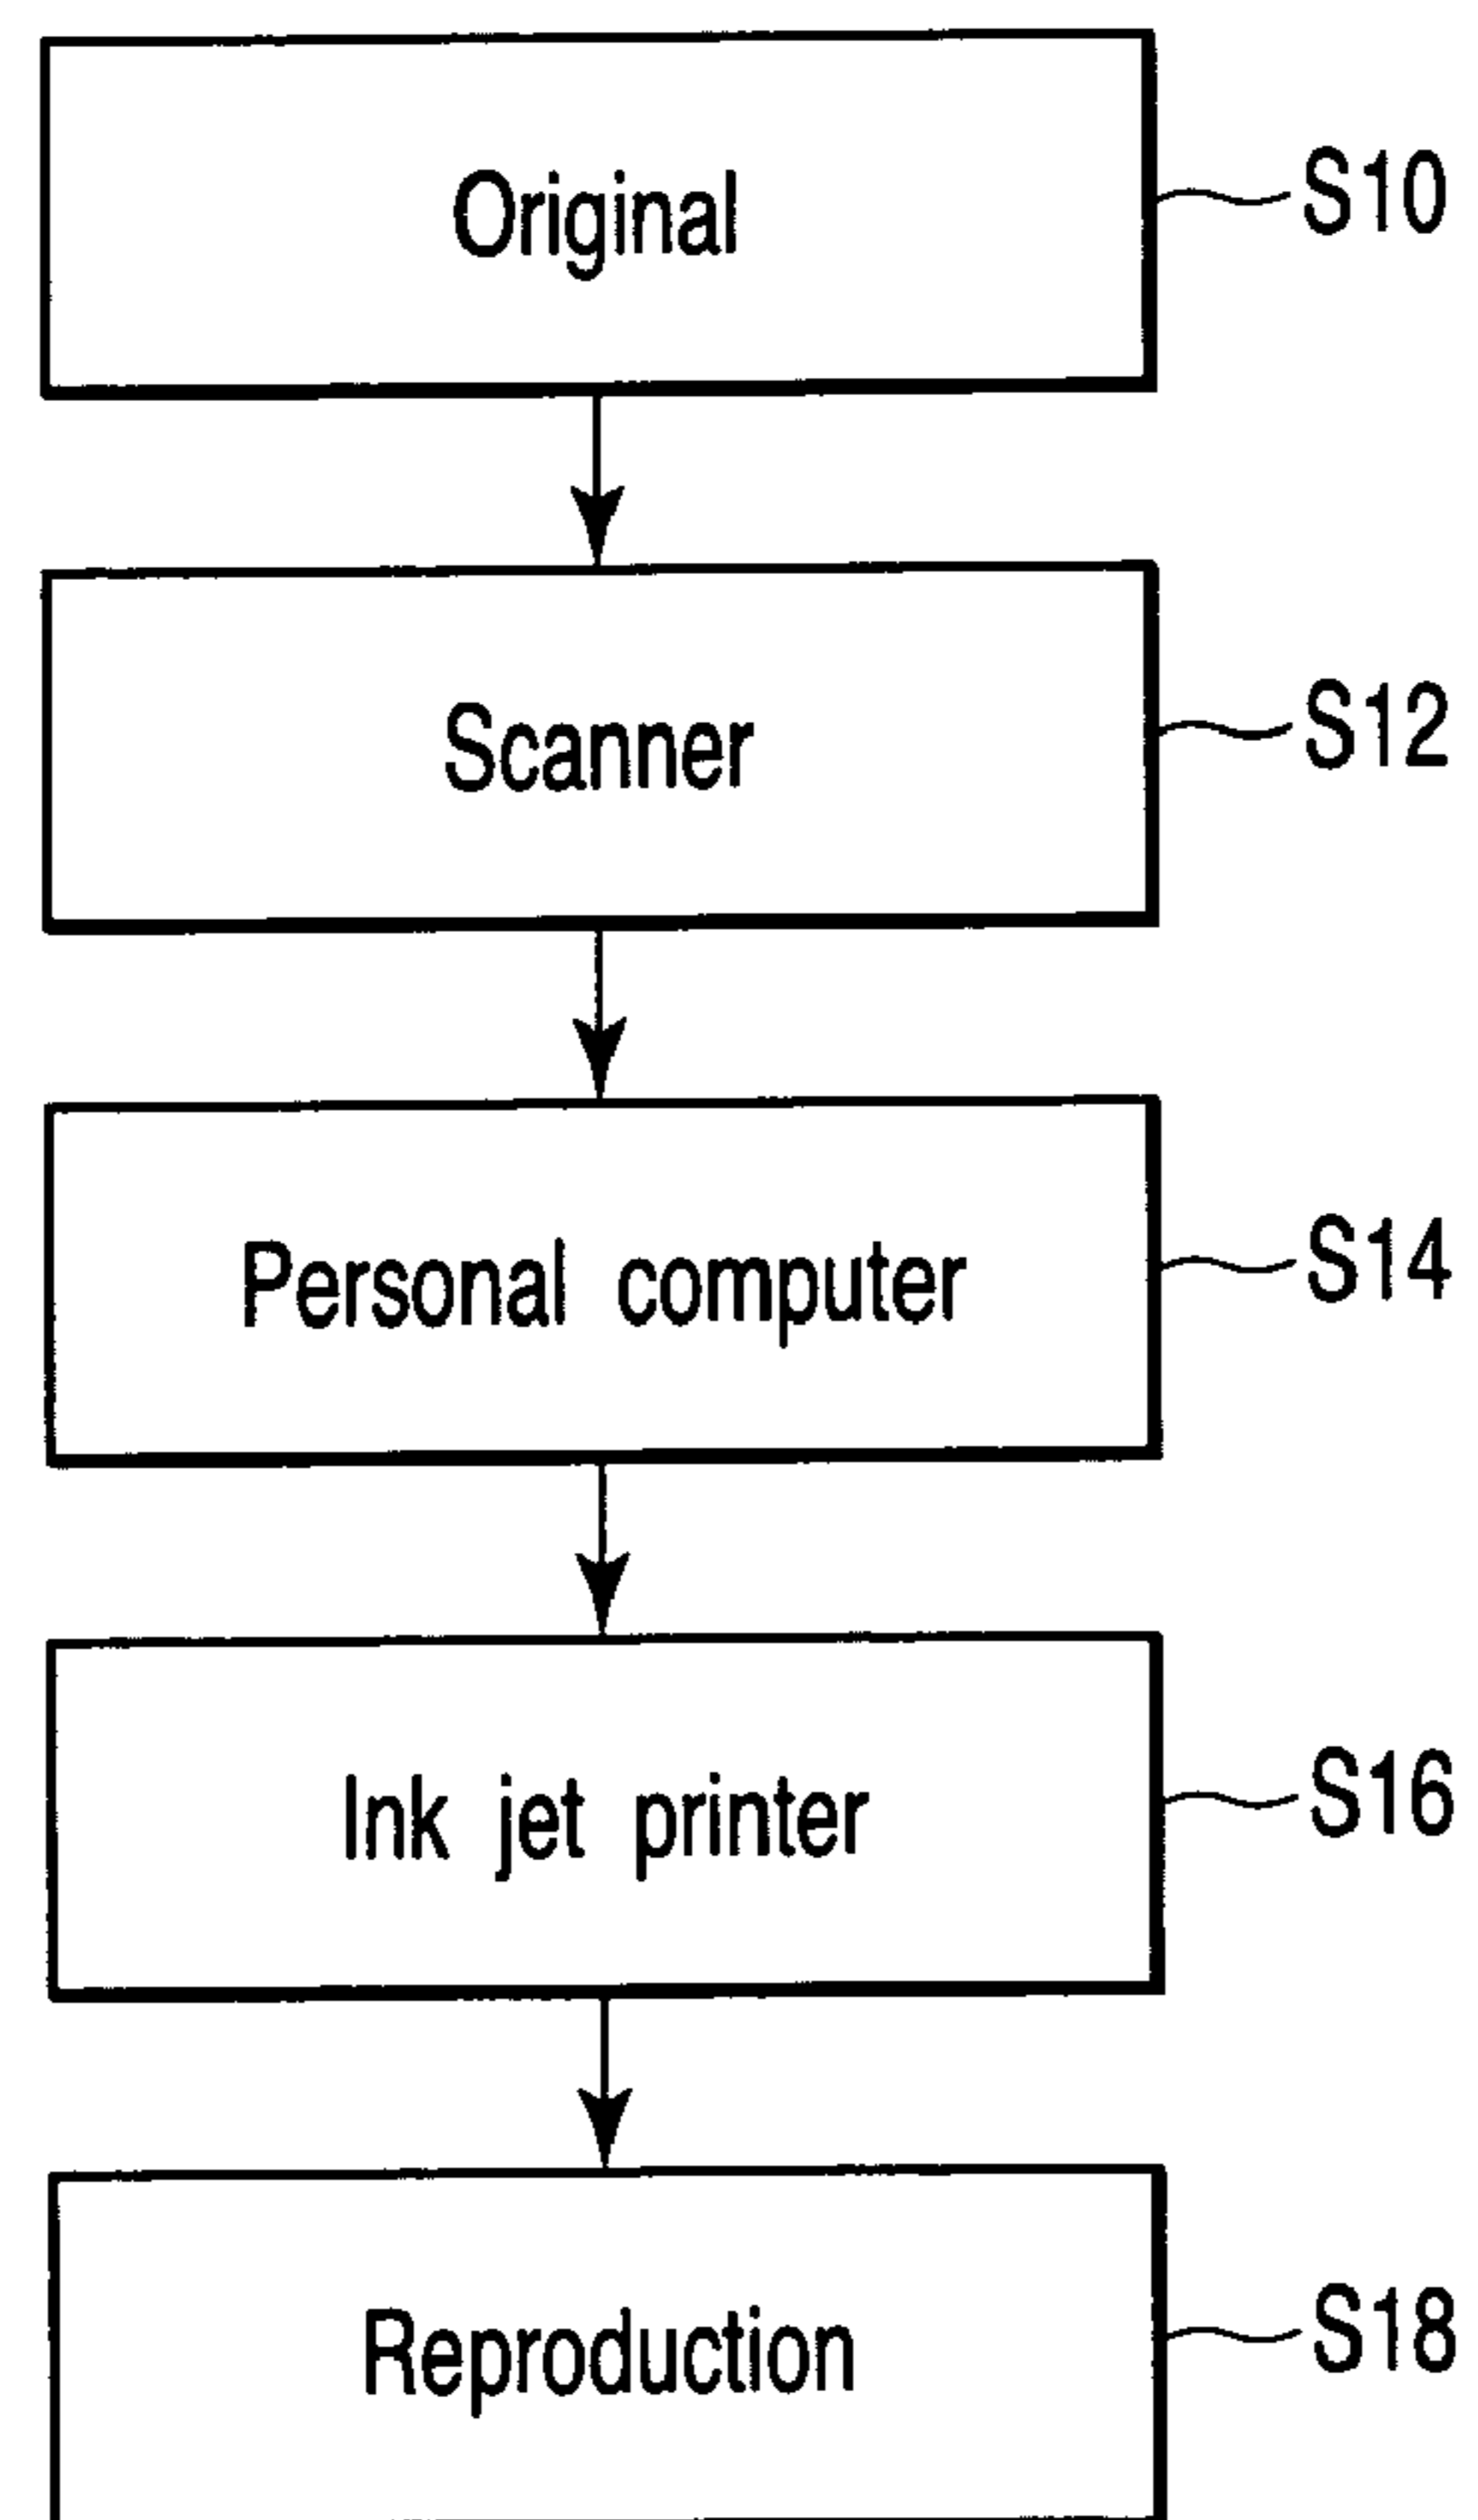 Original S10
Scanner S12
Personal computer S14
Ink jet printer S16
Reproduction S18